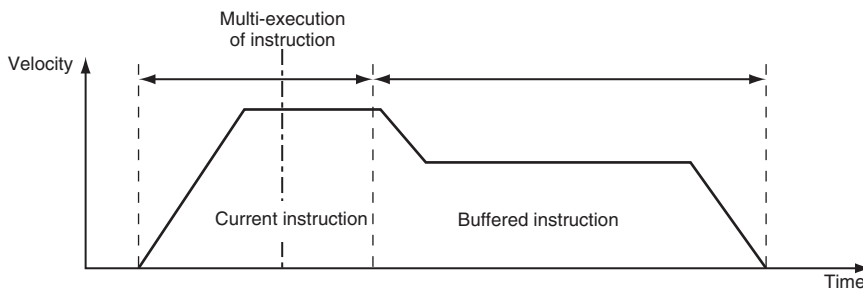 Multi-execution
of instruction
Velocity
Current instruction
Buffered instruction
Time